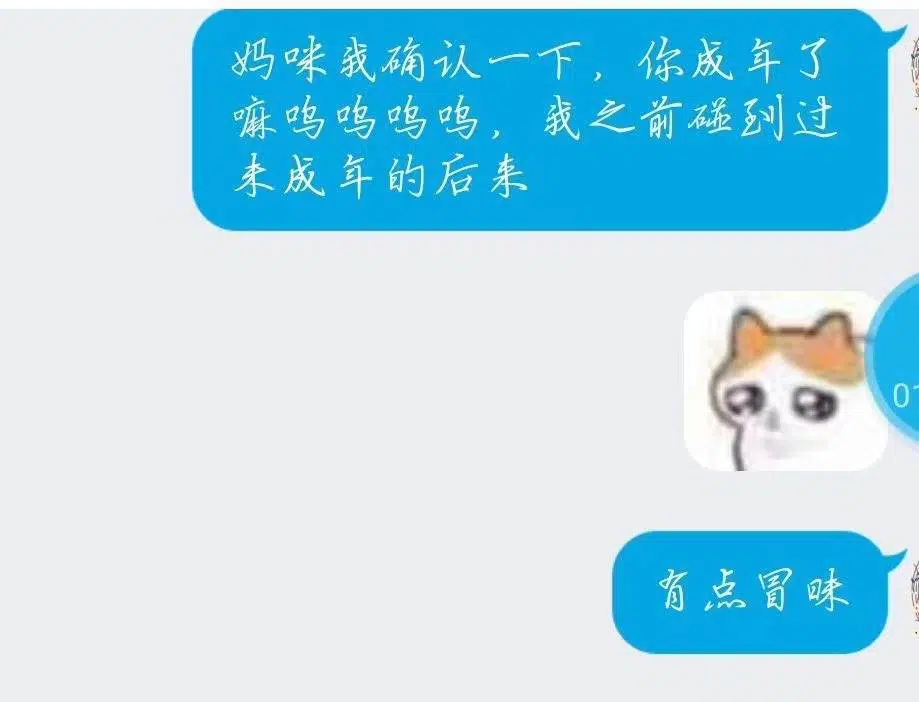 妈咪我确认一下，你成年了
嘛呜呜呜呜，我之前碰到过
未成年的后来
01
有点冒昧